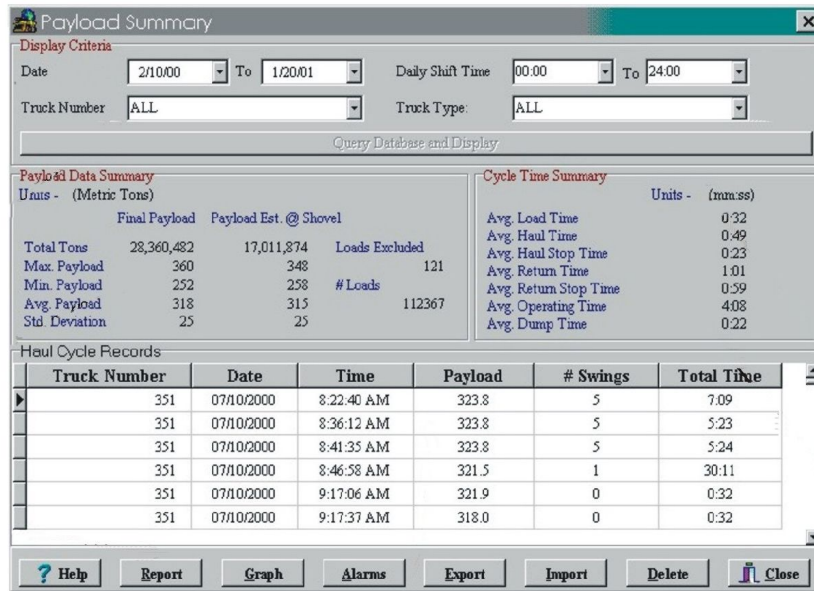 Payload Summary
Display Criteria
Date 2/10/00 To 1/20/01 Daily Shift Time 00:00 To 24:00
Truck Number ALL Truck Type: ALL
Query Database and Display
Payload Data Summary
Units - (Metric Tons)
Final Payload Payload Est. @ Shovel
Total Tons 28,360,482 17,011,874 Loads Excluded
Max. Payload 360 348 121
Min. Payload 252 258 # Loads
Avg. Payload 318 315 112367
Std. Deviation 25 25
Cycle Time Summary
Units - (mm:ss)
Avg. Load Time 0:32
Avg. Haul Time 0:49
Avg. Haul Stop Time 0:23
Avg. Return Time 1:01
Avg. Return Stop Time 0:59
Avg. Operating Time 4:08
Avg. Dump Time 0:22
Haul Cycle Records
Truck Number Date Time Payload # Swings Total Time
351 07/10/2000 8:22:40 AM 323.8 5 7:09
351 07/10/2000 8:36:12 AM 323.8 5 5:23
351 07/10/2000 8:41:35 AM 323.8 5 5:24
351 07/10/2000 8:46:58 AM 321.5 1 30:11
351 07/10/2000 9:17:06 AM 321.9 0 0:32
351 07/10/2000 9:17:37 AM 318.0 0 0:32
? Help Report Graph Alarms Export Import Delete Close